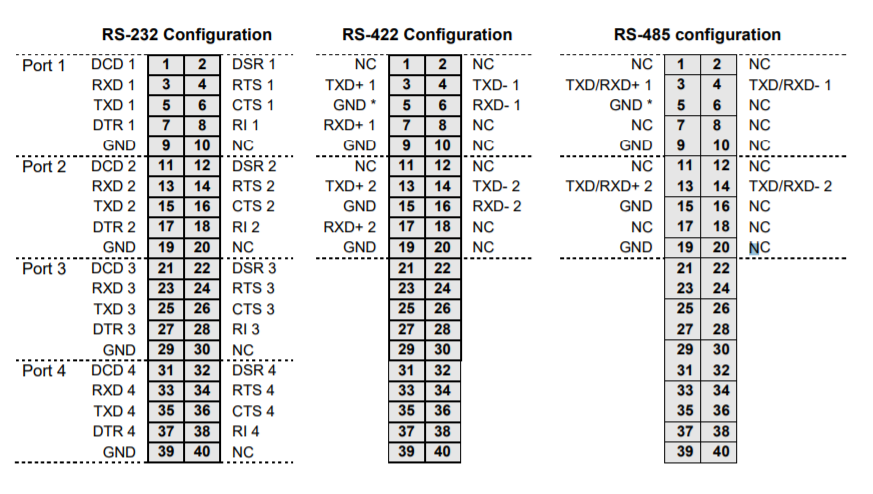 RS-232 Configuration RS-422 Configuration RS-485 configuration
Port 1 DCD 1 1 2 DSR 1 NC 1 2 NC NC 1 2 NC
RXD 1 3 4 RTS 1 TXD+ 1 3 4 TXD- 1 TXD/RXD+ 1 3 4 TXD/RXD- 1
TXD 1 5 6 CTS 1 GND * 5 6 RXD- 1 GND * 5 6 NC
DTR 1 7 8 RI 1 RXD+ 1 7 8 NC NC 7 8 NC
GND 9 10 NC GND 9 10 NC GND 9 10 NC
Port 2 DCD 2 11 12 DSR 2 NC 11 12 NC NC 11 12 NC
RXD 2 13 14 RTS 2 TXD+ 2 13 14 TXD- 2 TXD/RXD+ 2 13 14 TXD/RXD- 2
TXD 2 15 16 CTS 2 GND 15 16 RXD- 2 GND 15 16 NC
DTR 2 17 18 RI 2 RXD+ 2 17 18 NC NC 17 18 NC
GND 19 20 NC GND 19 20 NC GND 19 20 NC
Port 3 DCD 3 21 22 DSR 3 21 22 21 22
RXD 3 23 24 RTS 3 23 24 23 24
TXD 3 25 26 CTS 3 25 26 25 26
DTR 3 27 28 RI 3 27 28 27 28
GND 29 30 NC 29 30 29 30
Port 4 DCD 4 31 32 DSR 4 31 32 31 32
RXD 4 33 34 RTS 4 33 34 33 34
TXD 4 35 36 CTS 4 35 36 35 36
DTR 4 37 38 RI 4 37 38 37 38
GND 39 40 NC 39 40 39 40